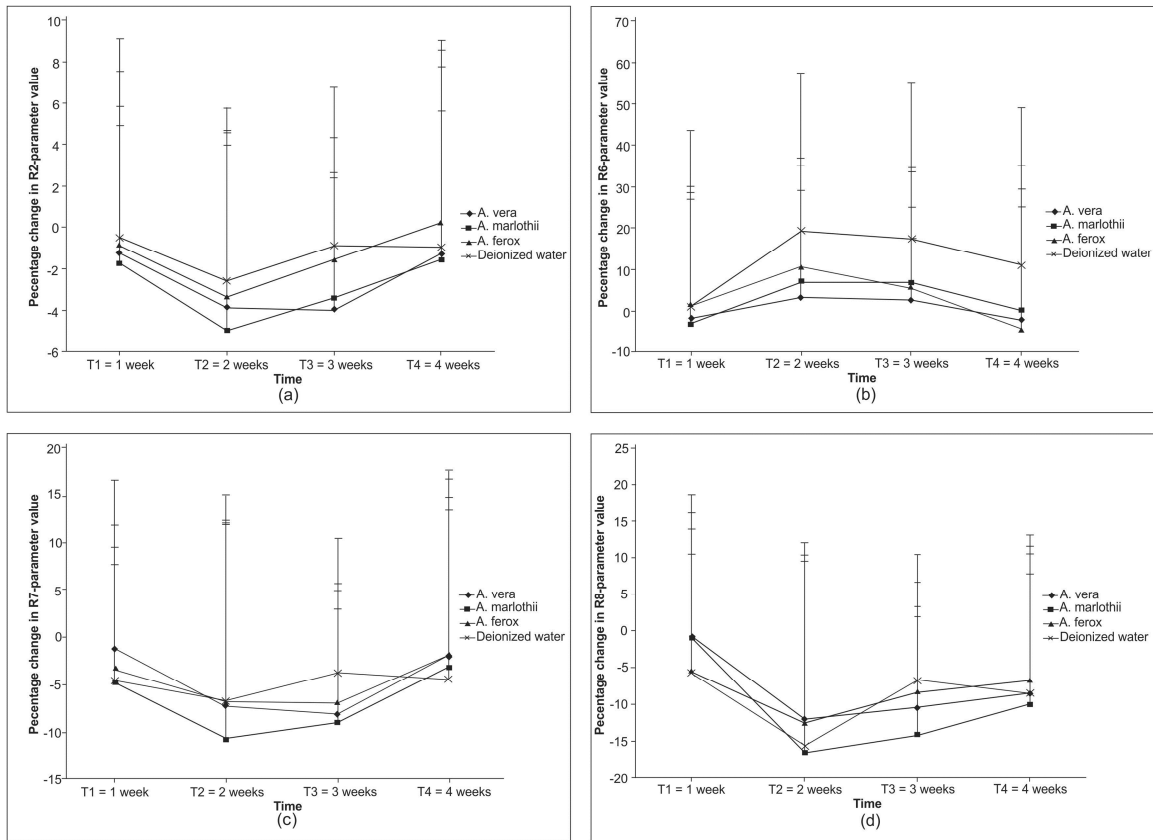 Pecentage change in R2-parameter value
10
8
6
4
2
0
-2
-4
-6
T1 = 1 week T2 = 2 weeks T3 = 3 weeks T4 = 4 weeks
Time
(a)
A. vera
A. marlothii
A. ferox
Deionized water
Pecentage change in R6-parameter value
70
60
50
40
30
20
10
0
-10
T1 = 1 week T2 = 2 weeks T3 = 3 weeks T4 = 4 weeks
Time
(b)
A. vera
A. marlothii
A. ferox
Deionized water
Pecentage change in R7-parameter value
20
15
10
5
0
-5
-10
-15
T1 = 1 week T2 = 2 weeks T3 = 3 weeks T4 = 4 weeks
Time
(c)
A. vera
A. marlothii
A. ferox
Deionized water
Pecentage change in R8-parameter value
25
20
15
10
5
0
-5
-10
-15
-20
T1 = 1 week T2 = 2 weeks T3 = 3 weeks T4 = 4 weeks
Time
(d)
A. vera
A. marlothii
A. ferox
Deionized water